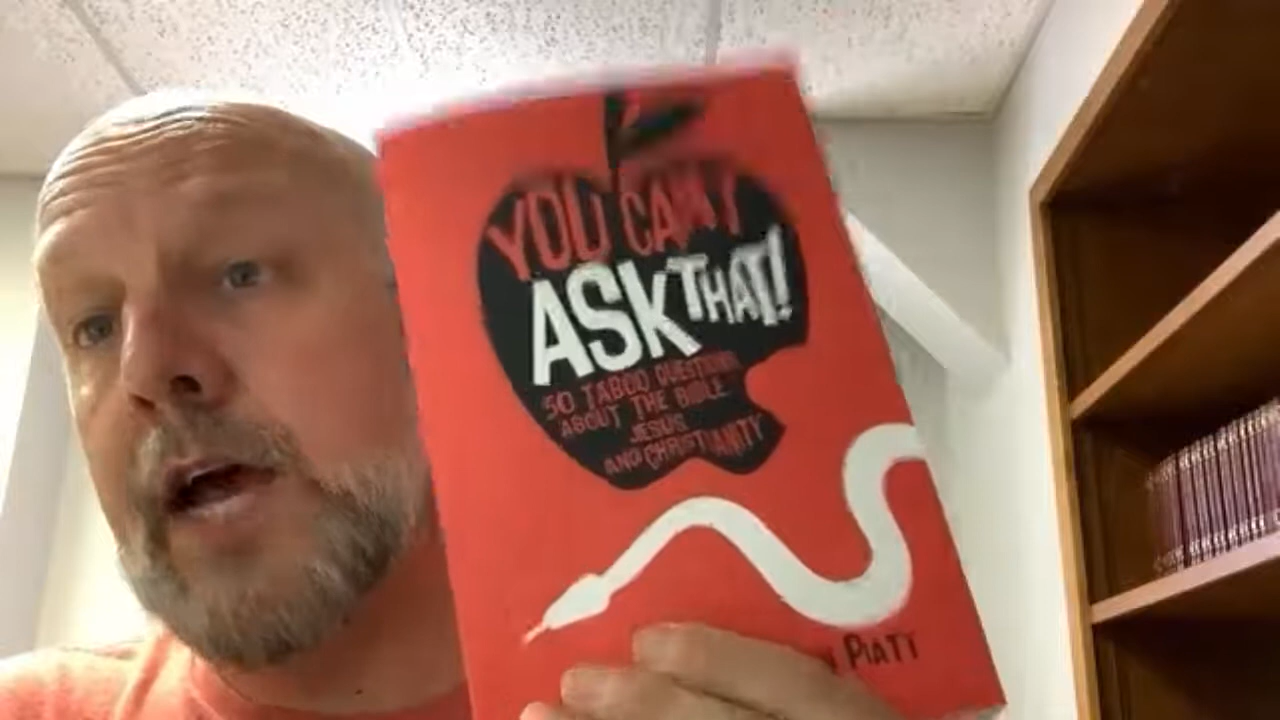 YOU CAN'T
ASK THAT!
50 TABOO QUESTIONS
ABOUT THE BIBLE
JESUS
AND CHRISTIANITY
PIATT